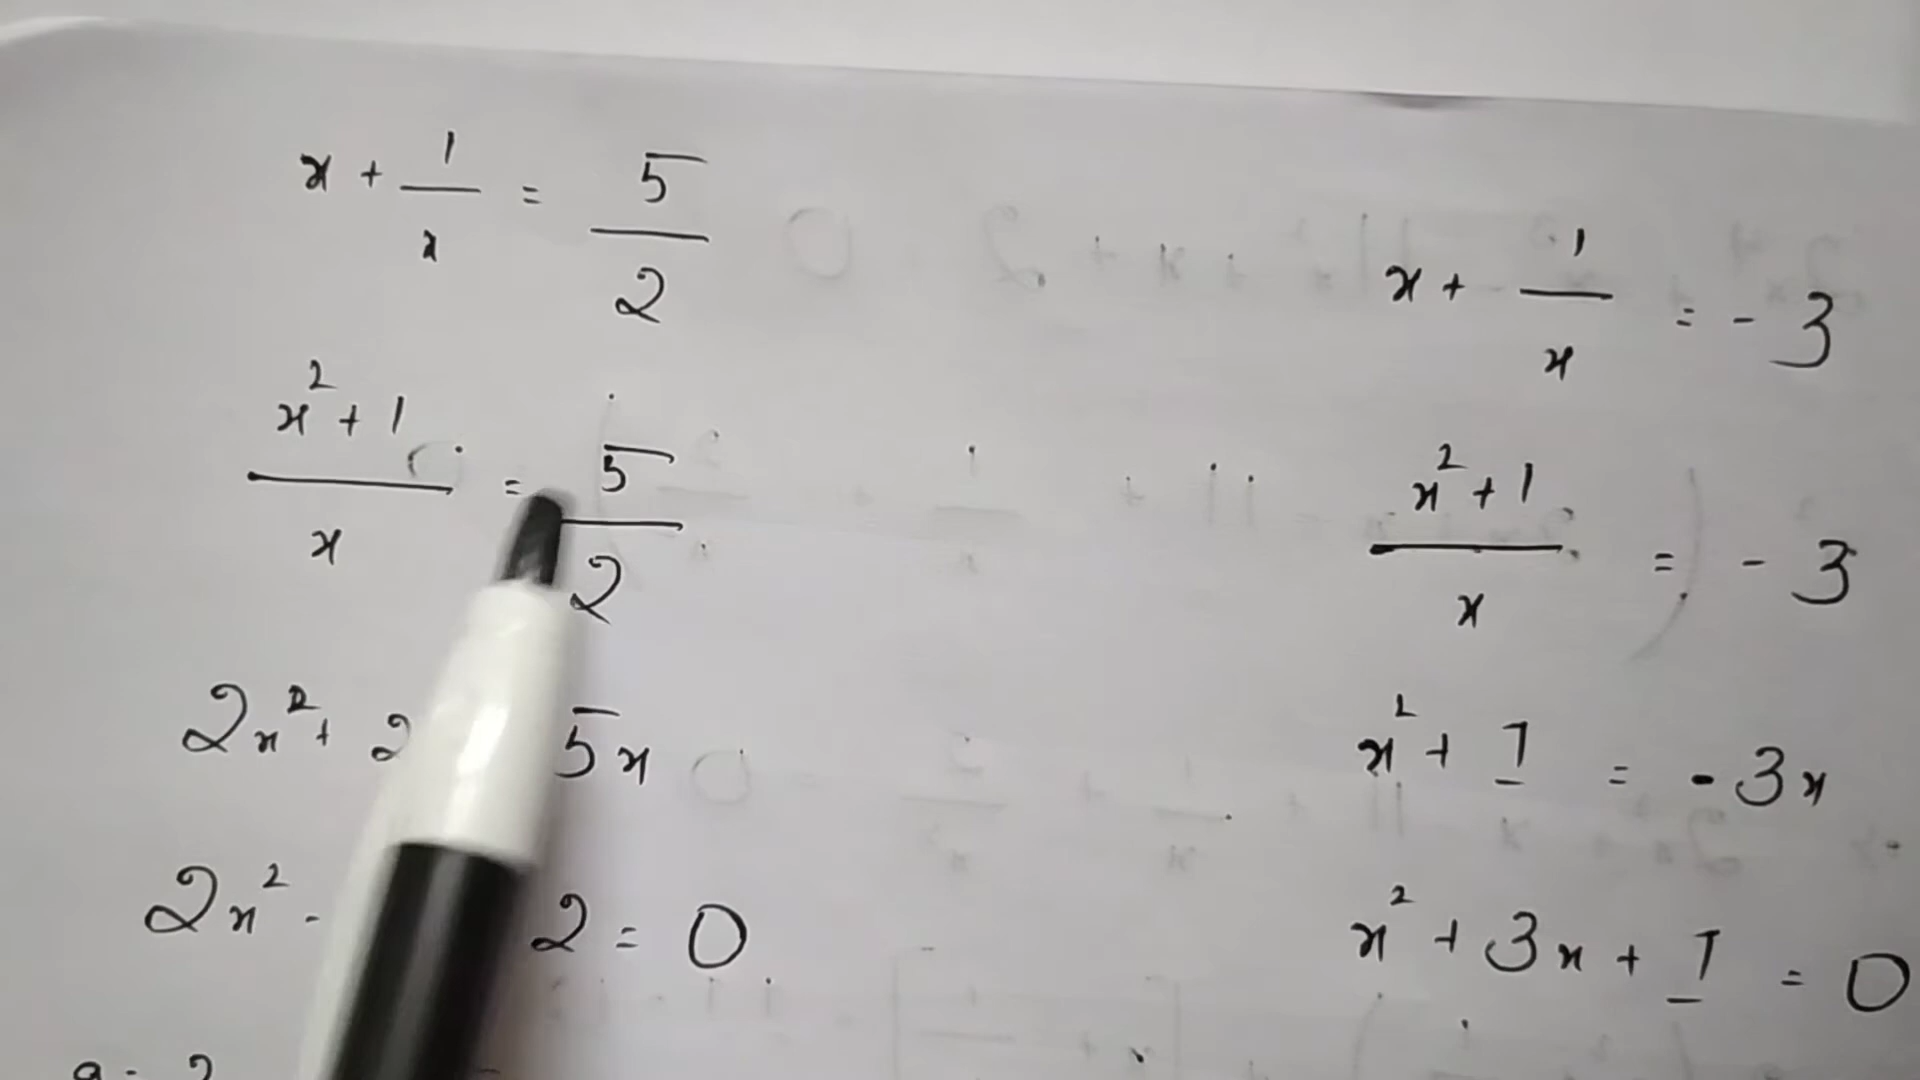 x + 1/x = 5/2
x² + 1 / x = 5/2
2x² + 2 5x
2x² - 2 = 0
x + 1/x = - 3
x² + 1 / x = - 3
x² + 1 = - 3x
x² + 3x + 1 = 0